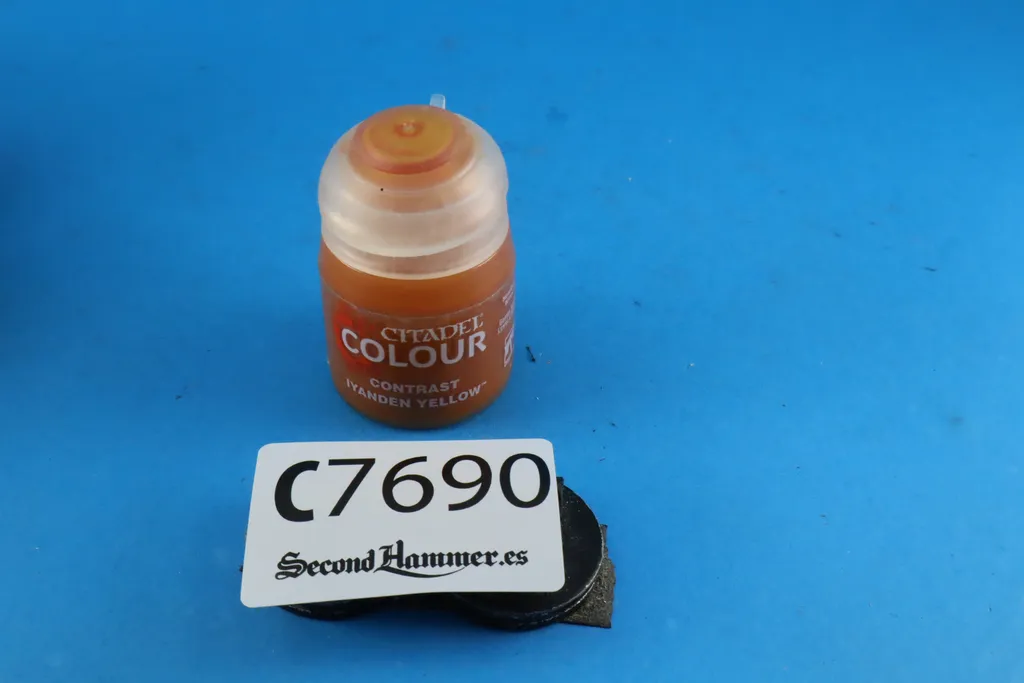 CITADEL
COLOUR
CONTRAST
IYANDEN YELLOW™
C7690
SecondHammer.es